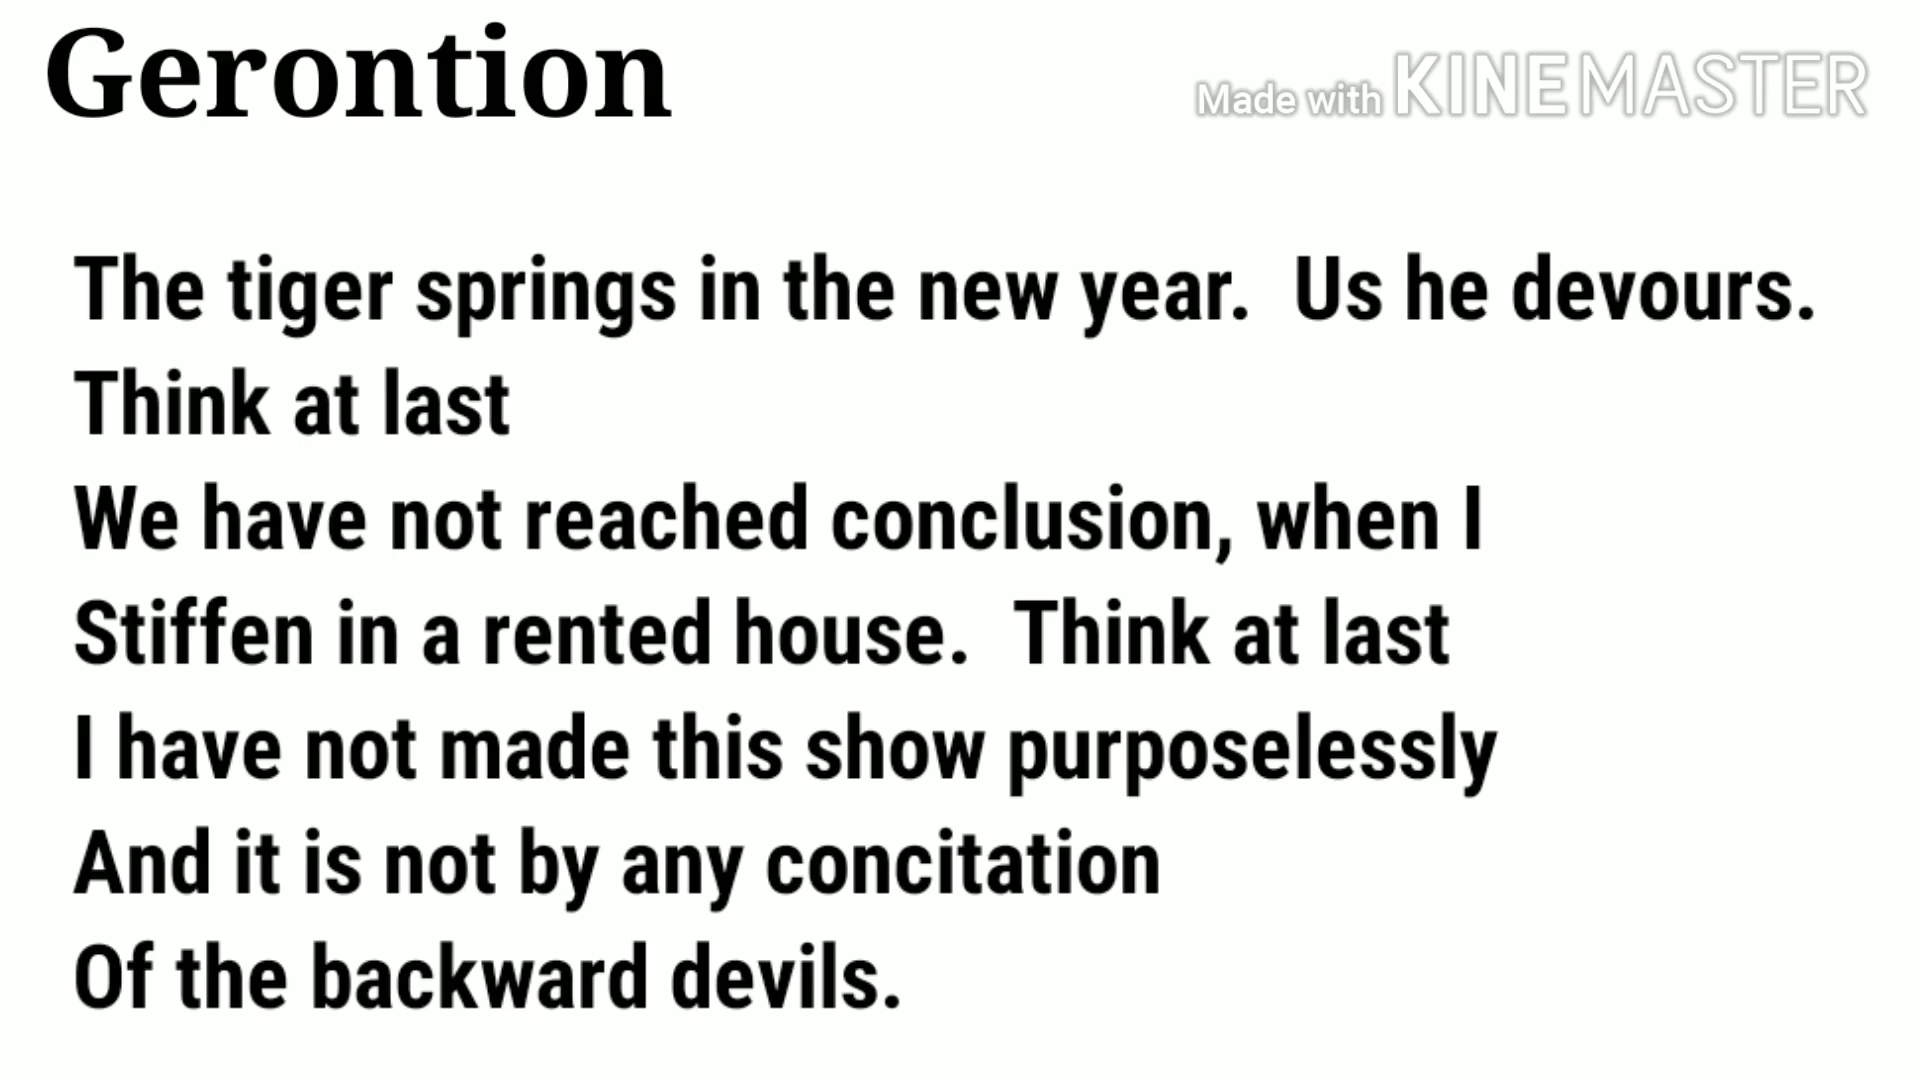 Gerontion
Made with KINEMASTER
The tiger springs in the new year.  Us he devours.
Think at last
We have not reached conclusion, when I
Stiffen in a rented house.  Think at last
I have not made this show purposelessly
And it is not by any concitation
Of the backward devils.